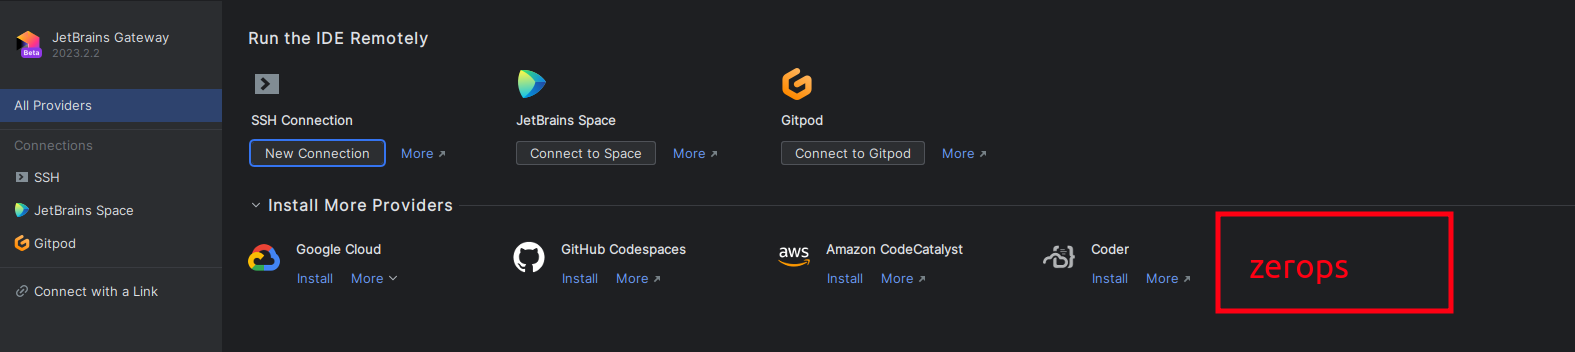 JetBrains Gateway
2023.2.2
Beta
All Providers
Connections
SSH
JetBrains Space
Gitpod
Connect with a Link
Run the IDE Remotely
SSH Connection
New Connection More
JetBrains Space
Connect to Space More
Gitpod
Connect to Gitpod More
Install More Providers
Google Cloud
Install More
GitHub Codespaces
Install More
aws
Amazon CodeCatalyst
Install More
Coder
Install More
zerops